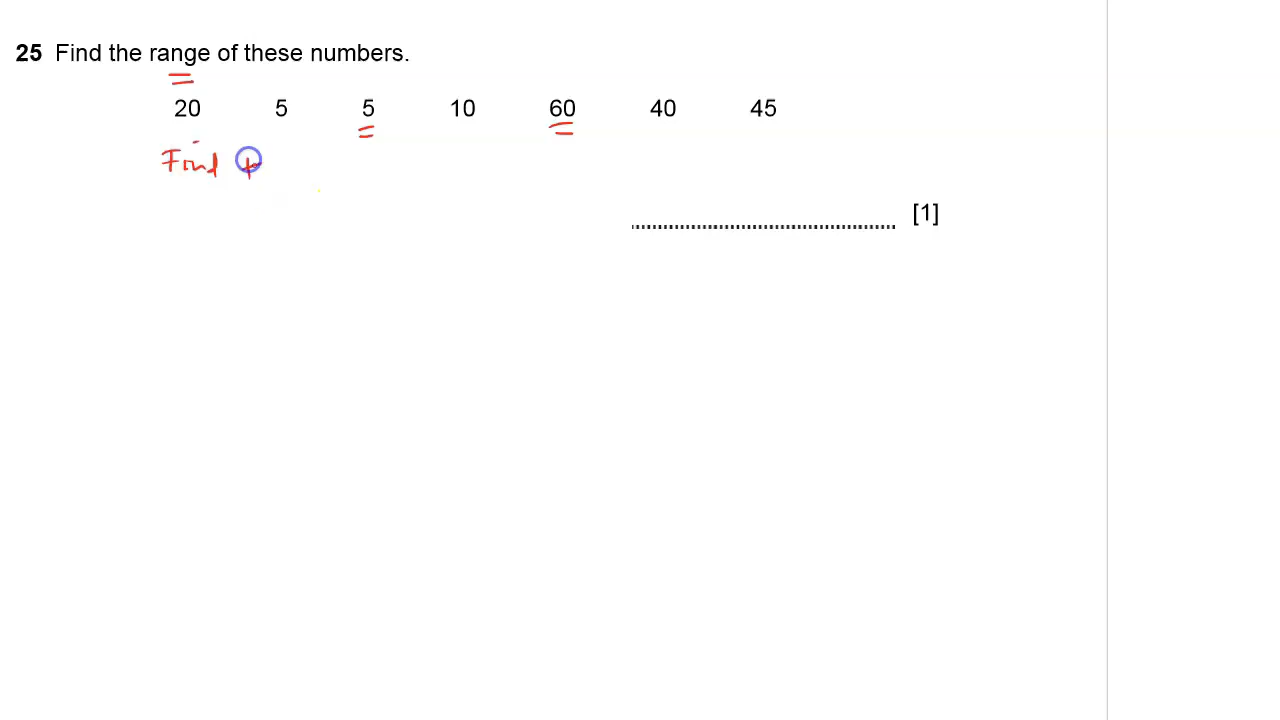 25 Find the range of these numbers.
20 5 5 10 60 40 45
Find
[1]